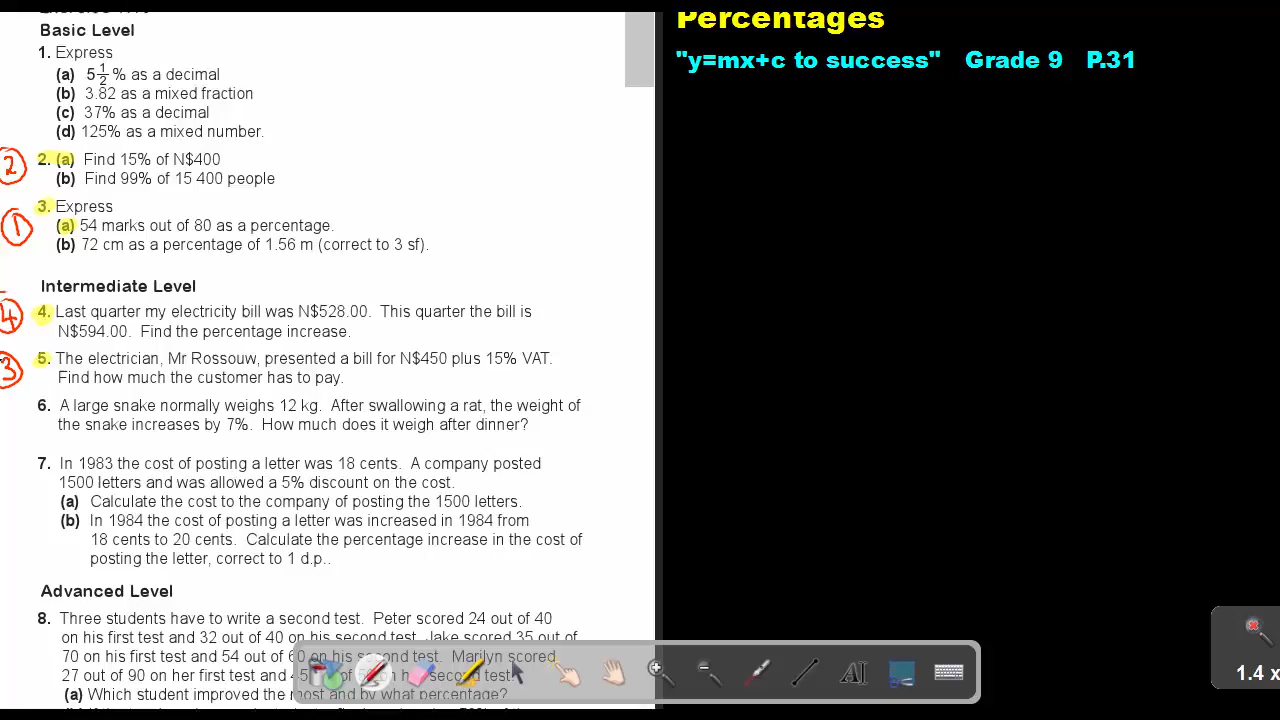 Basic Level
1. Express
(a) 5 1/2 % as a decimal
(b) 3.82 as a mixed fraction
(c) 37% as a decimal
(d) 125% as a mixed number.
2. (a) Find 15% of N$400
(b) Find 99% of 15 400 people
3. Express
(a) 54 marks out of 80 as a percentage.
(b) 72 cm as a percentage of 1.56 m (correct to 3 sf).
Intermediate Level
4. Last quarter my electricity bill was N$528.00. This quarter the bill is
N$594.00. Find the percentage increase.
5. The electrician, Mr Rossouw, presented a bill for N$450 plus 15% VAT.
Find how much the customer has to pay.
6. A large snake normally weighs 12 kg. After swallowing a rat, the weight of
the snake increases by 7%. How much does it weigh after dinner?
7. In 1983 the cost of posting a letter was 18 cents. A company posted
1500 letters and was allowed a 5% discount on the cost.
(a) Calculate the cost to the company of posting the 1500 letters.
(b) In 1984 the cost of posting a letter was increased in 1984 from
18 cents to 20 cents. Calculate the percentage increase in the cost of
posting the letter, correct to 1 d.p..
Advanced Level
8. Three students have to write a second test. Peter scored 24 out of 40
on his first test and 32 out of 40 on his second test. Jake scored 35 out of
70 on his first test and 54 out of 60 on his second test. Marilyn scored
27 out of 90 on her first test and 45 of on her second test.
(a) Which student improved the most and by what percentage?
2
1
4
3
Percentages
"y=mx+c to success" Grade 9 P.31
AI
1.4 x